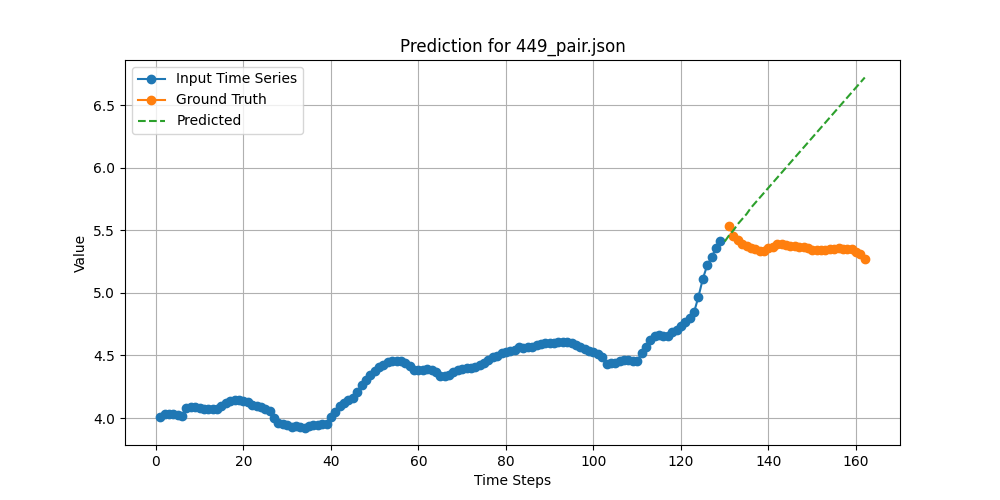 Prediction for 449_pair.json
Input Time Series
Ground Truth
Predicted
6.5
6.0
5.5
5.0
4.5
4.0
Value
0 20 40 60 80 100 120 140 160
Time Steps